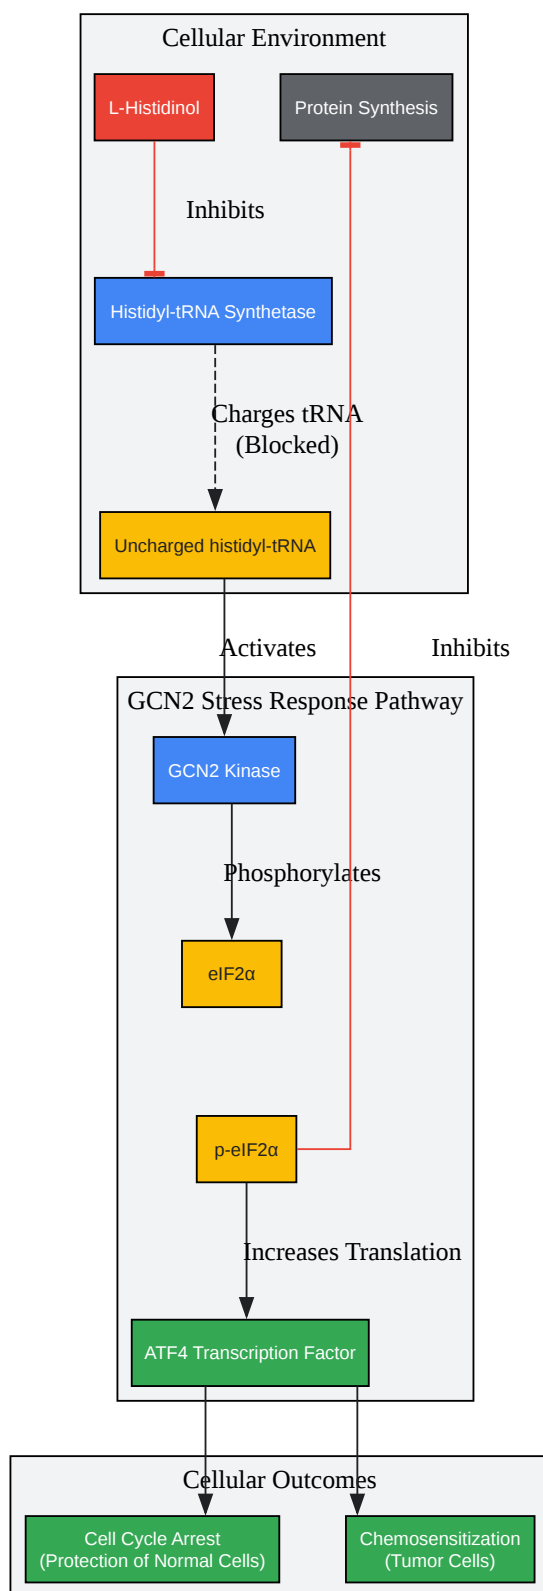 Cellular Environment
L-Histidinol
Protein Synthesis
Inhibits
Histidyl-tRNA Synthetase
Charges tRNA
(Blocked)
Uncharged histidyl-tRNA
Activates
Inhibits
GCN2 Stress Response Pathway
GCN2 Kinase
Phosphorylates
eIF2α
p-eIF2α
Increases Translation
ATF4 Transcription Factor
Cellular Outcomes
Cell Cycle Arrest
(Protection of Normal Cells)
Chemosensitization
(Tumor Cells)